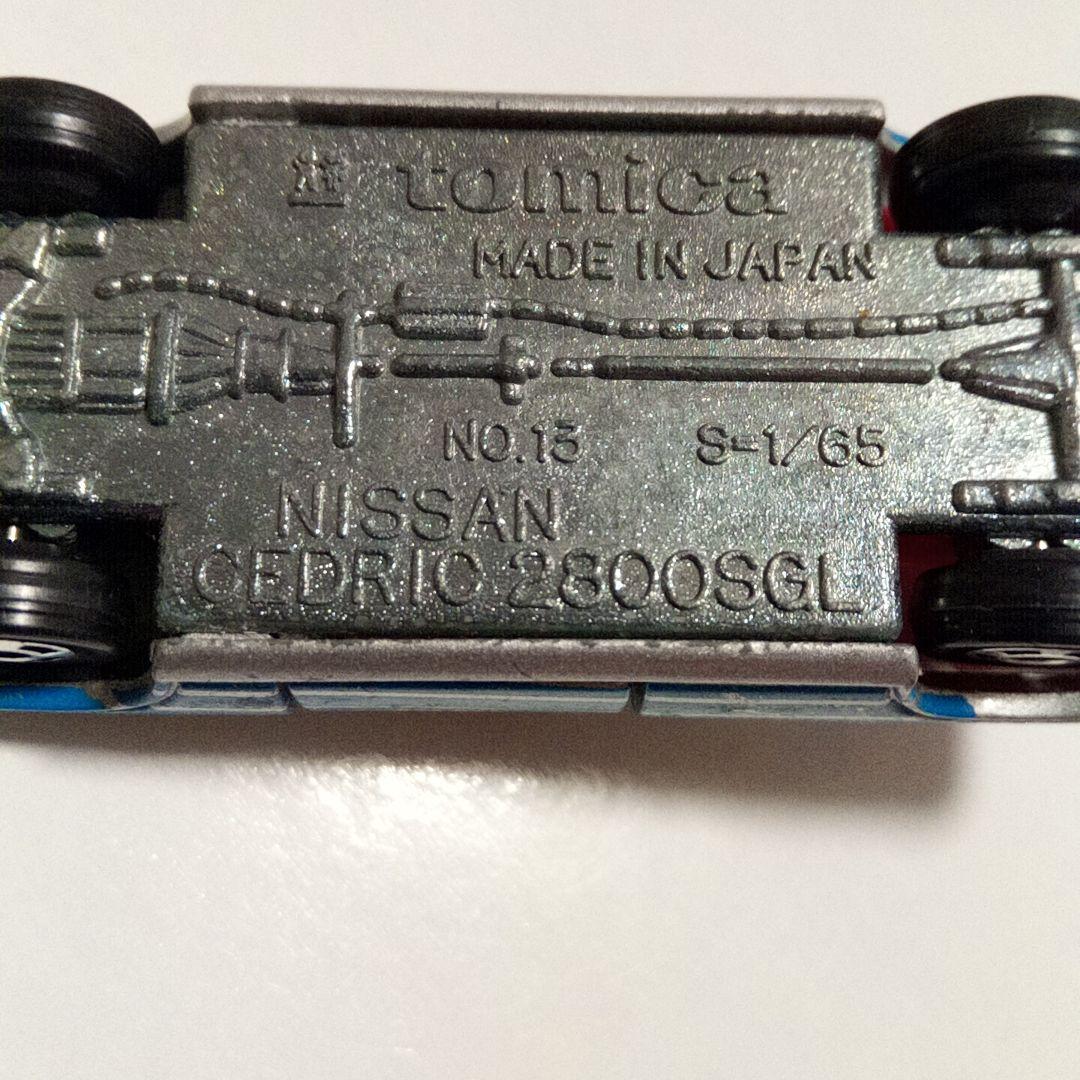 tomica
MADE IN JAPAN
NO.13 S=1/65
NISSAN
CEDRIC 2800SGL